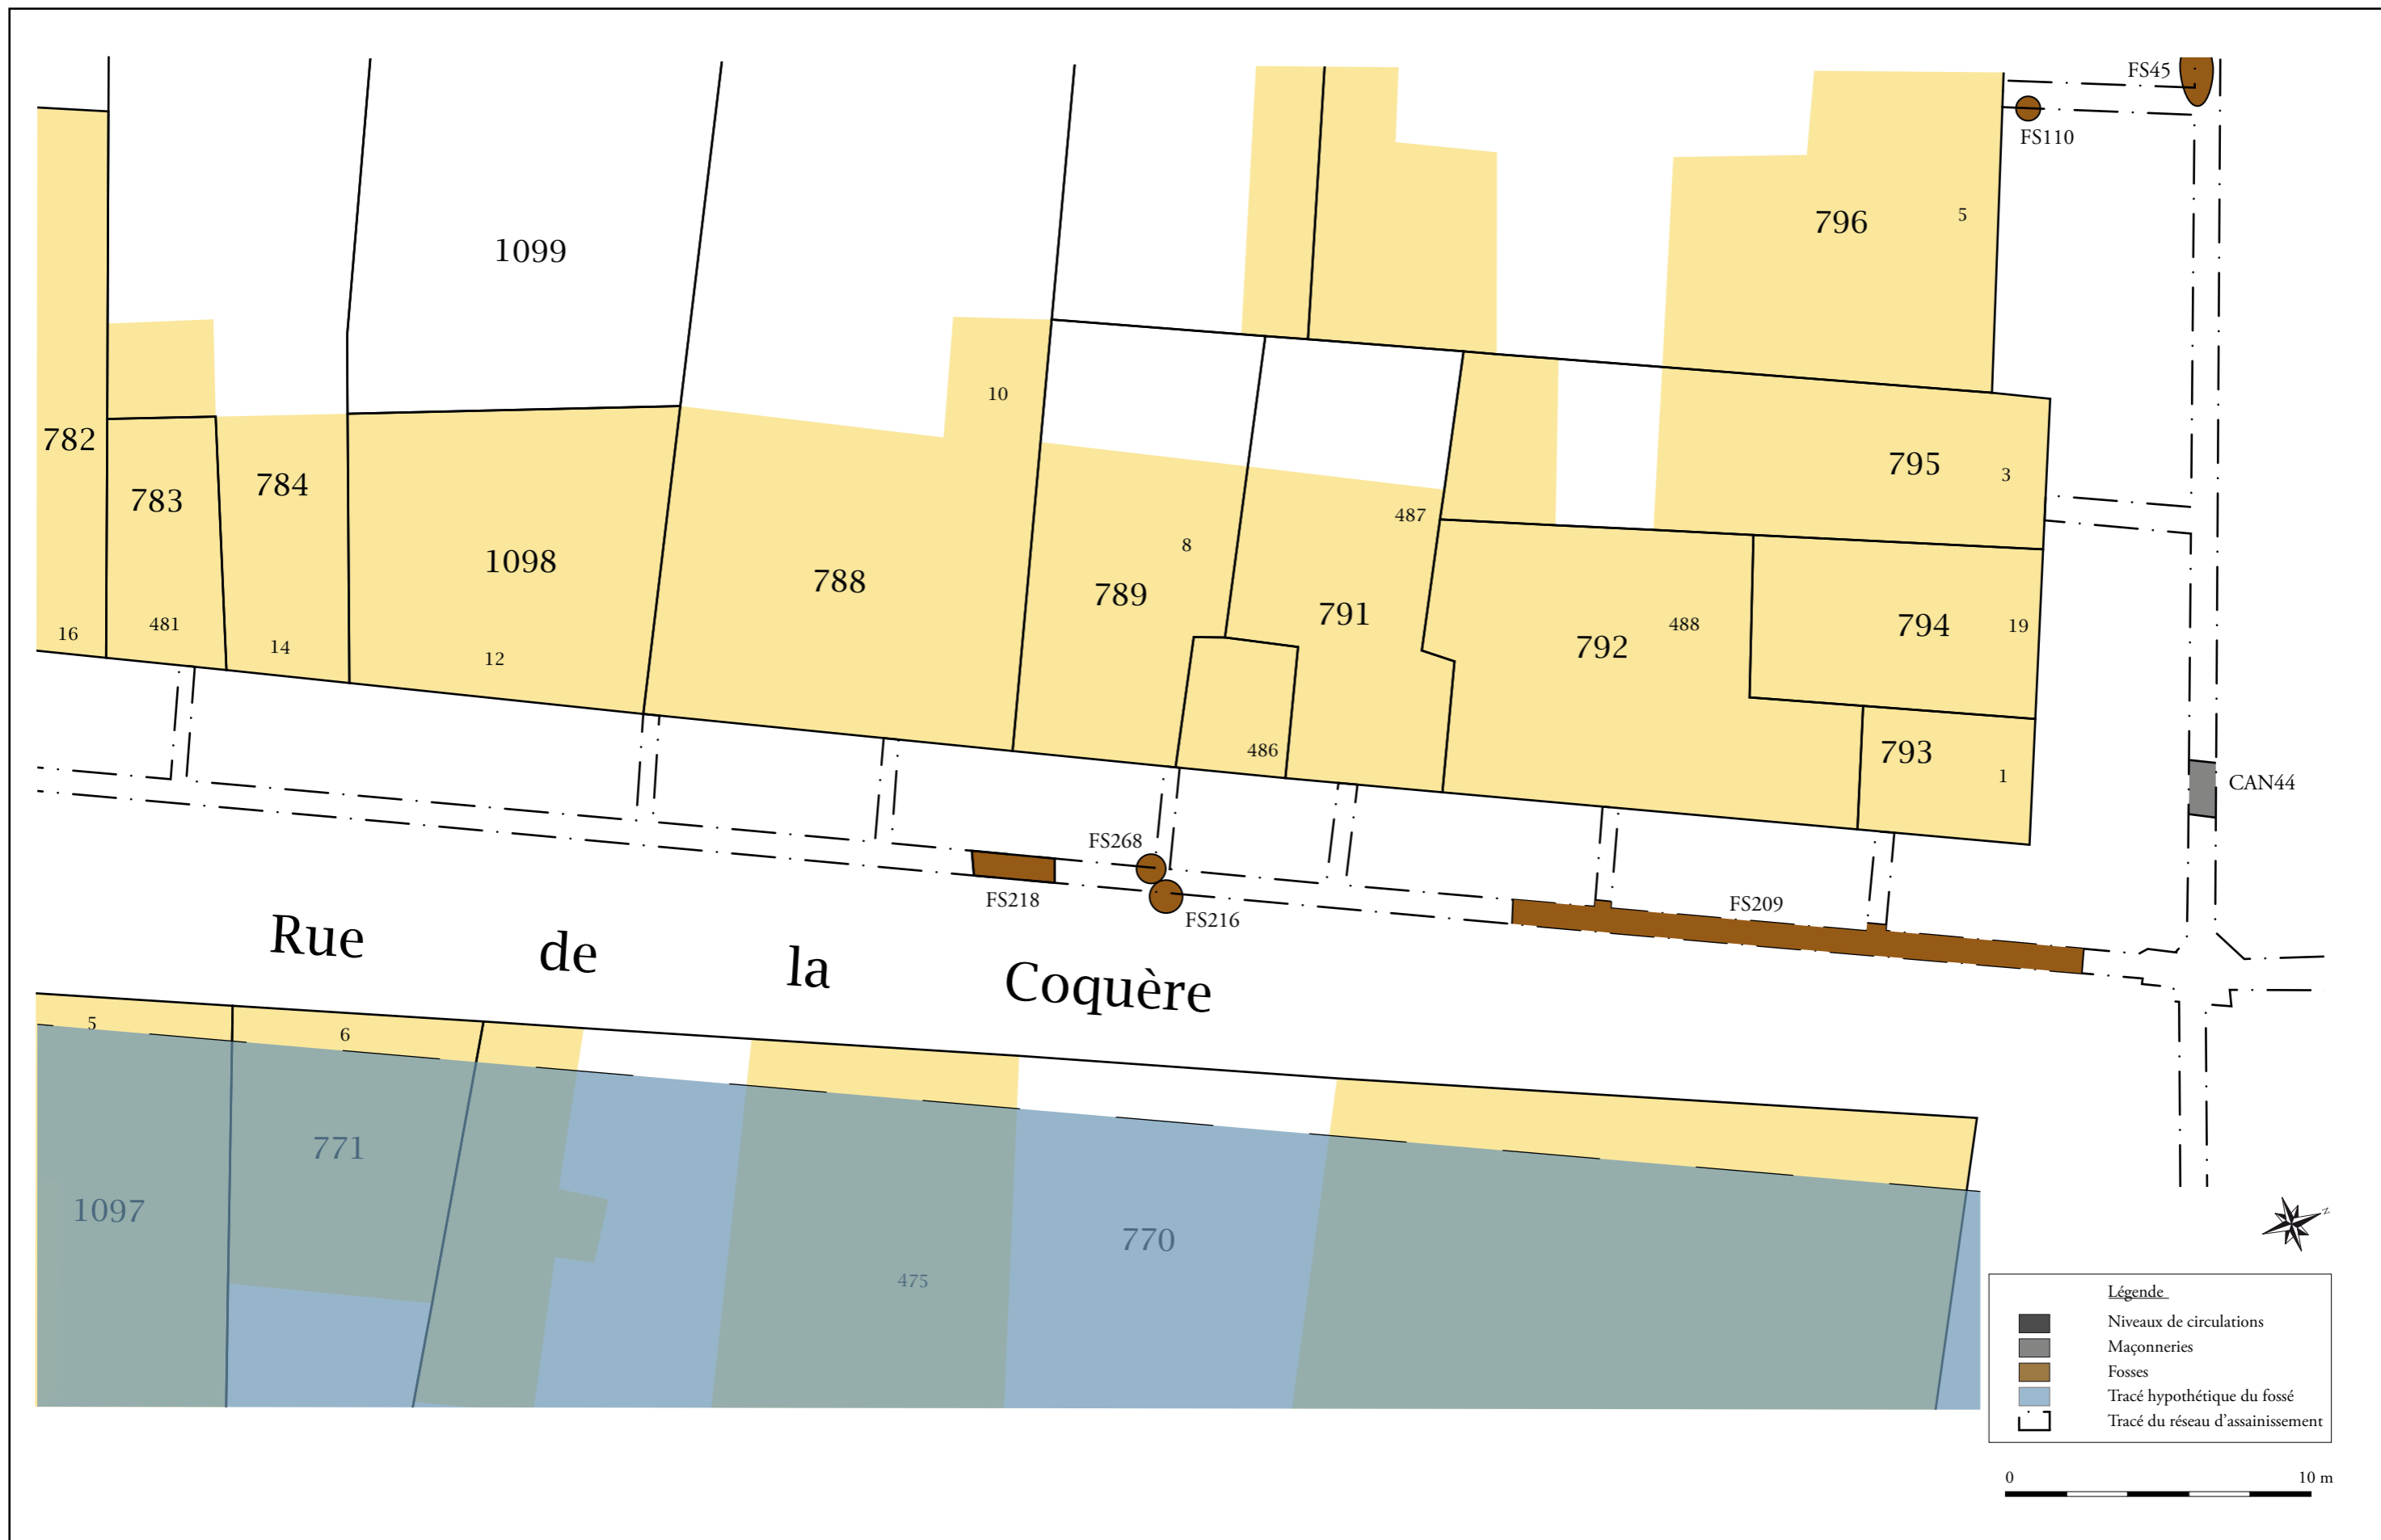 FS45
FS110
1099
796
5
10
782
783
784
795
3
487
8
1098
788
789
791
792
488
794
19
16
481
14
12
486
793
1
CAN44
FS268
FS218
FS216
FS209
Rue de la Coquère
5
6
771
1097
770
475
N
Légende
Niveaux de circulations
Maçonneries
Fosses
Tracé hypothétique du fossé
Tracé du réseau d'assainissement
0 10 m